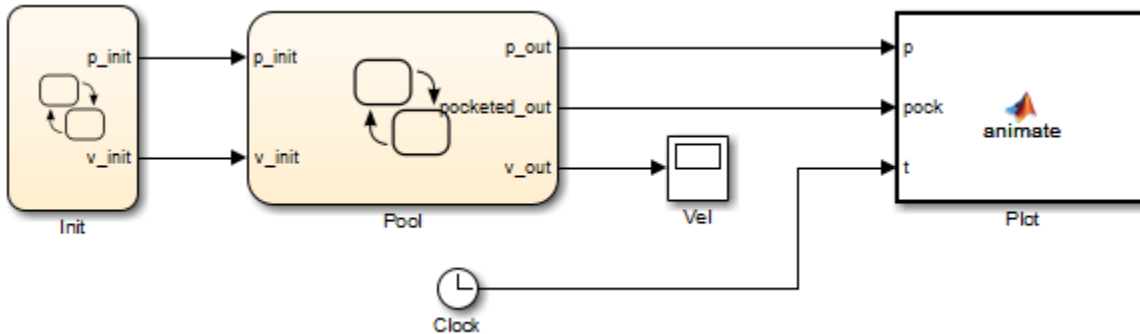 p_init
v_init
Init
p_init
v_init
p_out
pocketed_out
v_out
Pool
Vel
Clock
p
pock
t
animate
Plot